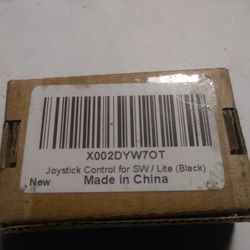 X002DYW7OT
Joystick Control for SW / Lite (Black)
New
Made in China